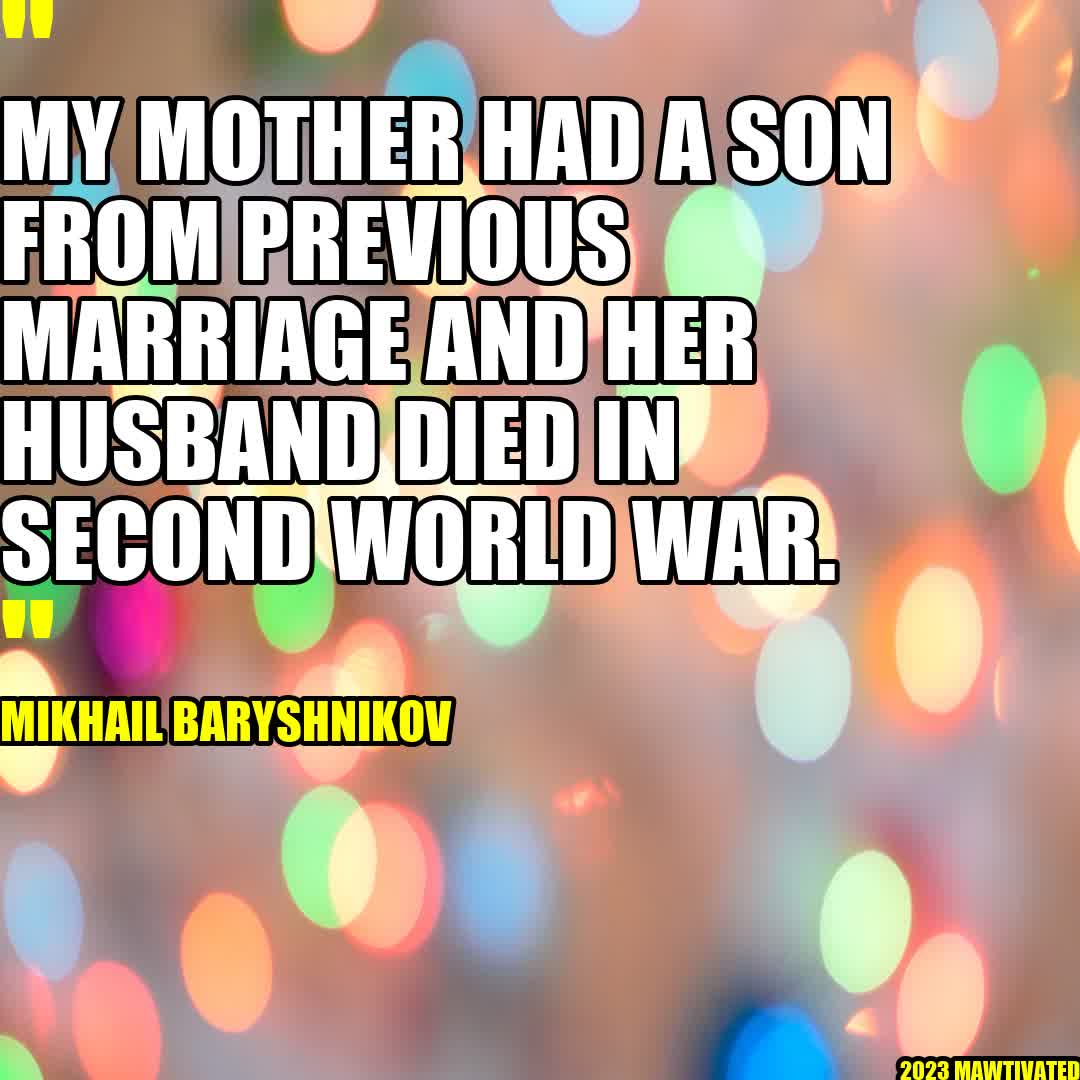 "
MY MOTHER HAD A SON
FROM PREVIOUS
MARRIAGE AND HER
HUSBAND DIED IN
SECOND WORLD WAR.
"
MIKHAIL BARYSHNIKOV
2023 MAWTIVATED